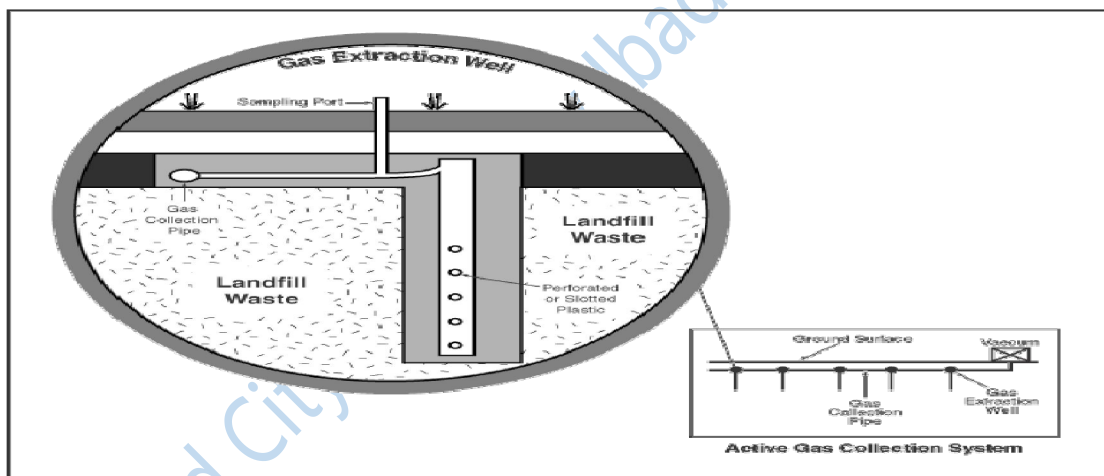 Gas Extraction Well
Sampling Port
Gas
Collection
Pipe
Landfill
Waste
Landfill
Waste
Perforated
or Slotted
Plastic
Ground Surface
Vacuum
Gas
Collection
Pipe
Gas
Extraction
Well
Active Gas Collection System